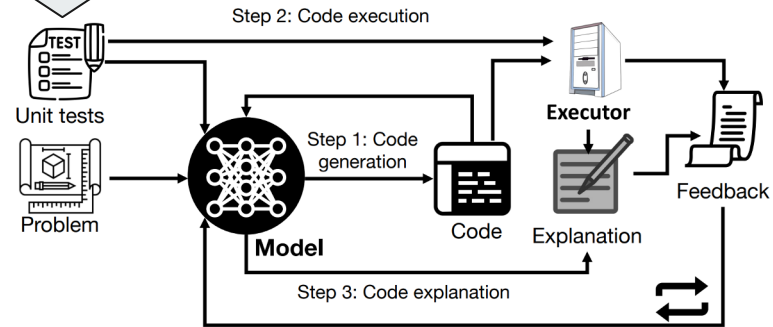 Step 2: Code execution
TEST
Unit tests
Executor
Step 1: Code
generation
Problem
Model
Code
Explanation
Feedback
Step 3: Code explanation